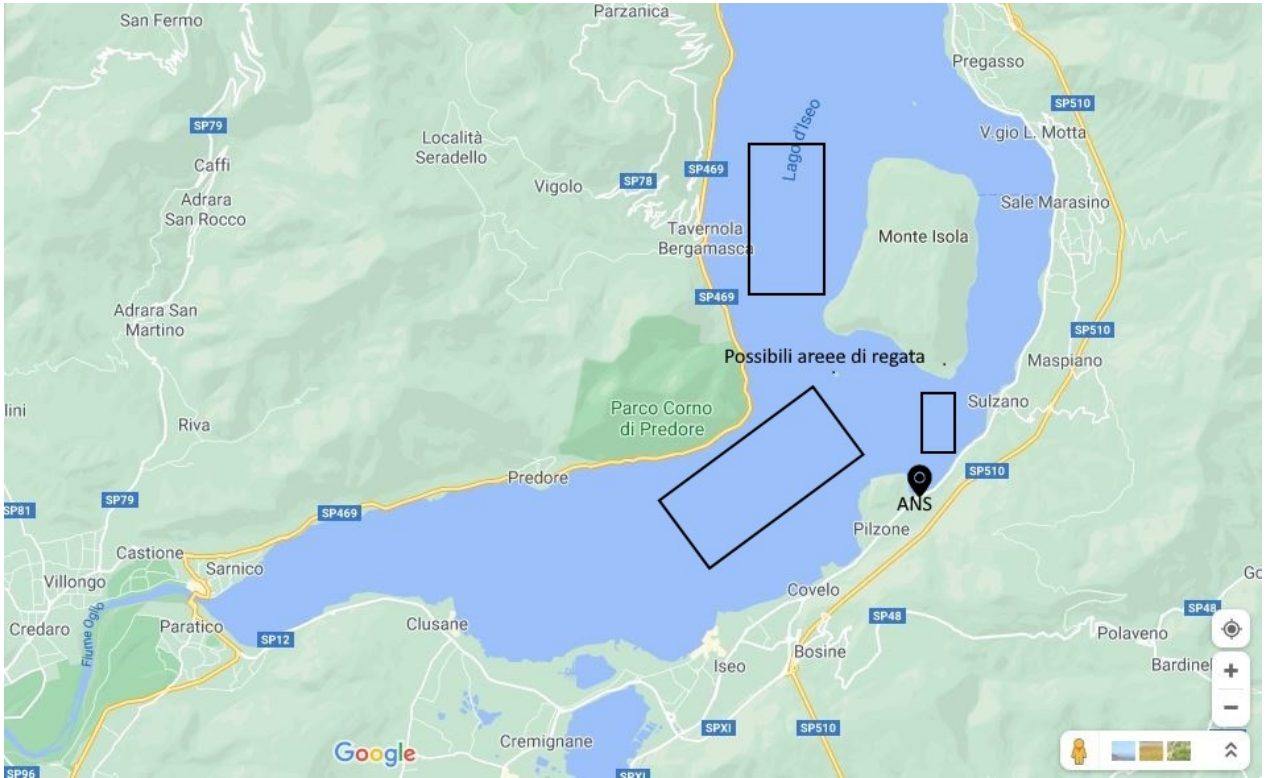 Parzanica
San Fermo
Pregasso
SP510
SP79
V.gio L. Motta
Località
Seradello
Lago d'Iseo
Caffi
SP469
SP78
Vigolo
Adrara
San Rocco
Sale Marasino
Tavernola
Bergamasca
Monte Isola
SP469
Adrara San
Martino
SP510
Possibili areee di regata
Maspiano
Parco Corno
di Predore
Sulzano
lini
Riva
Predore
SP510
SP79
ANS
SP81
SP469
Pilzone
Castione
Sarnico
Villongo
Covelo
Credaro
Fiume Oglio
Paratico
SP12
Clusane
SP48
SP48
Polaveno
Iseo
Bosine
Bardinel
SPXI
SP510
Google
Cremignane
SP96
SPXI